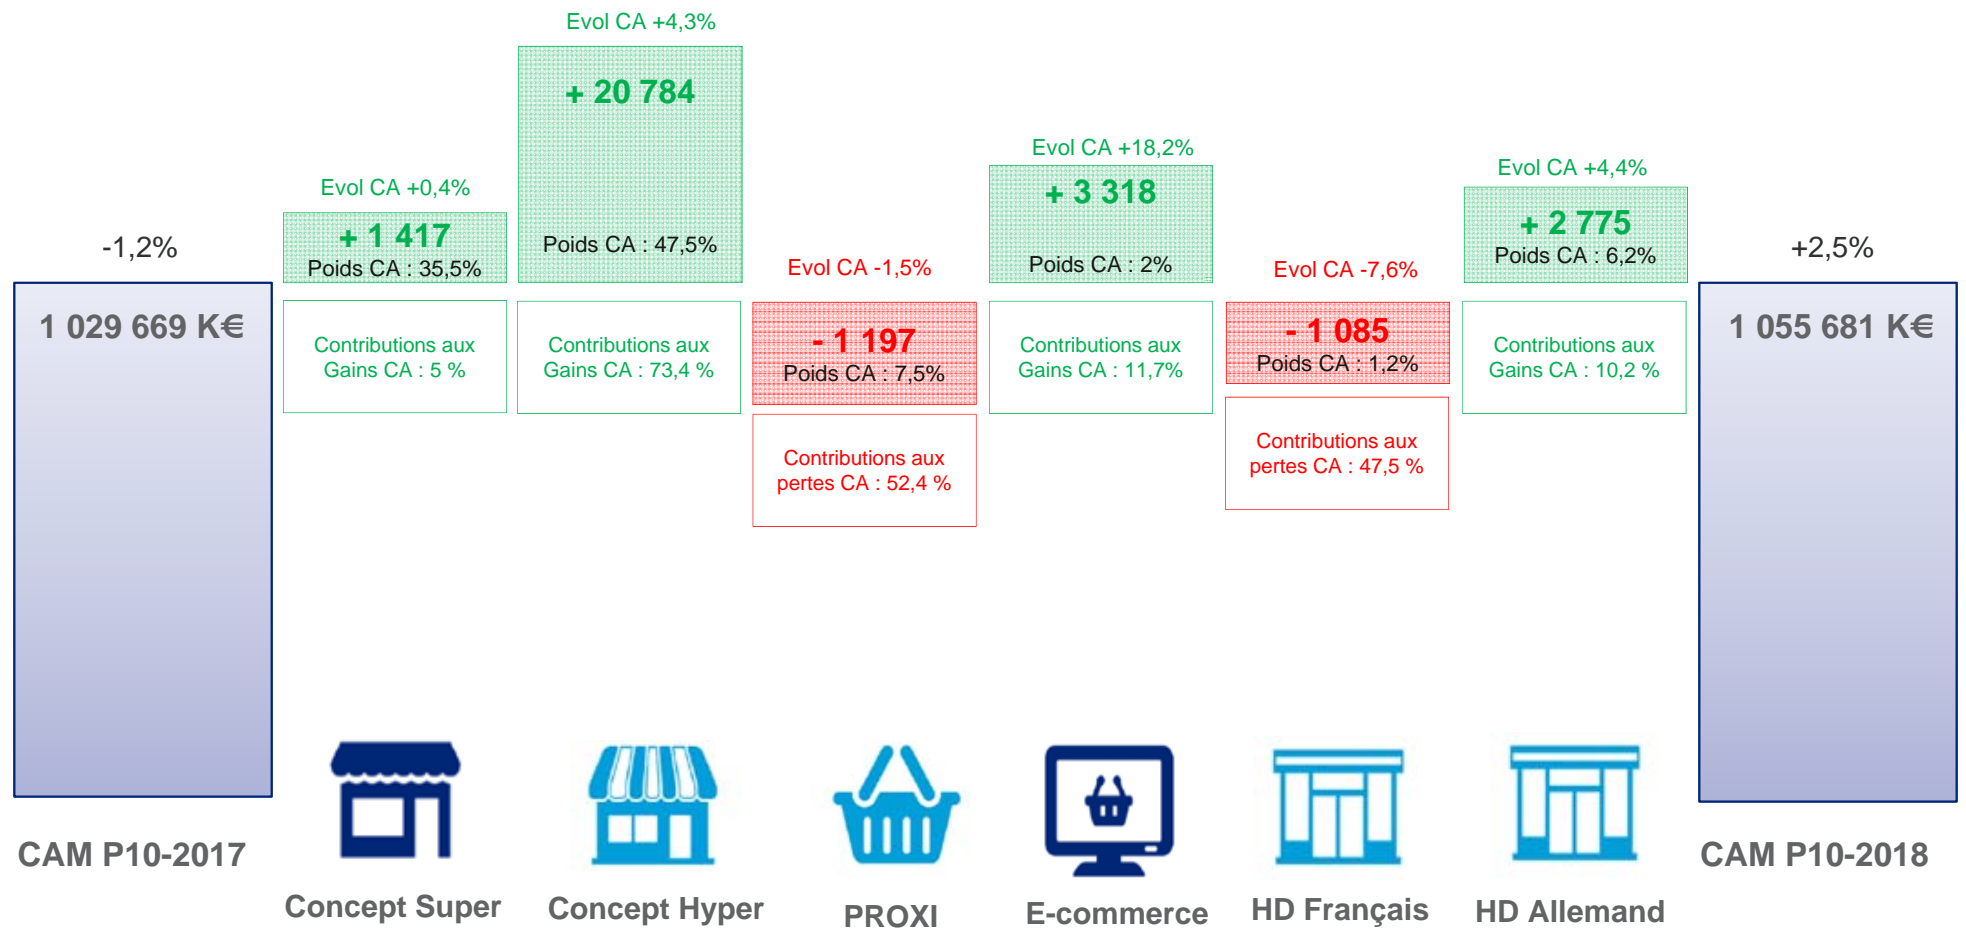 -1,2%
1 029 669 K€
CAM P10-2017
Evol CA +0,4%
+ 1 417
Poids CA : 35,5%
Contributions aux
Gains CA : 5 %
Concept Super
Evol CA +4,3%
+ 20 784
Poids CA : 47,5%
Contributions aux
Gains CA : 73,4 %
Concept Hyper
Evol CA -1,5%
- 1 197
Poids CA : 7,5%
Contributions aux
pertes CA : 52,4 %
PROXI
Evol CA +18,2%
+ 3 318
Poids CA : 2%
Contributions aux
Gains CA : 11,7%
E-commerce
Evol CA -7,6%
- 1 085
Poids CA : 1,2%
Contributions aux
pertes CA : 47,5 %
HD Français
Evol CA +4,4%
+ 2 775
Poids CA : 6,2%
Contributions aux
Gains CA : 10,2 %
HD Allemand
+2,5%
1 055 681 K€
CAM P10-2018